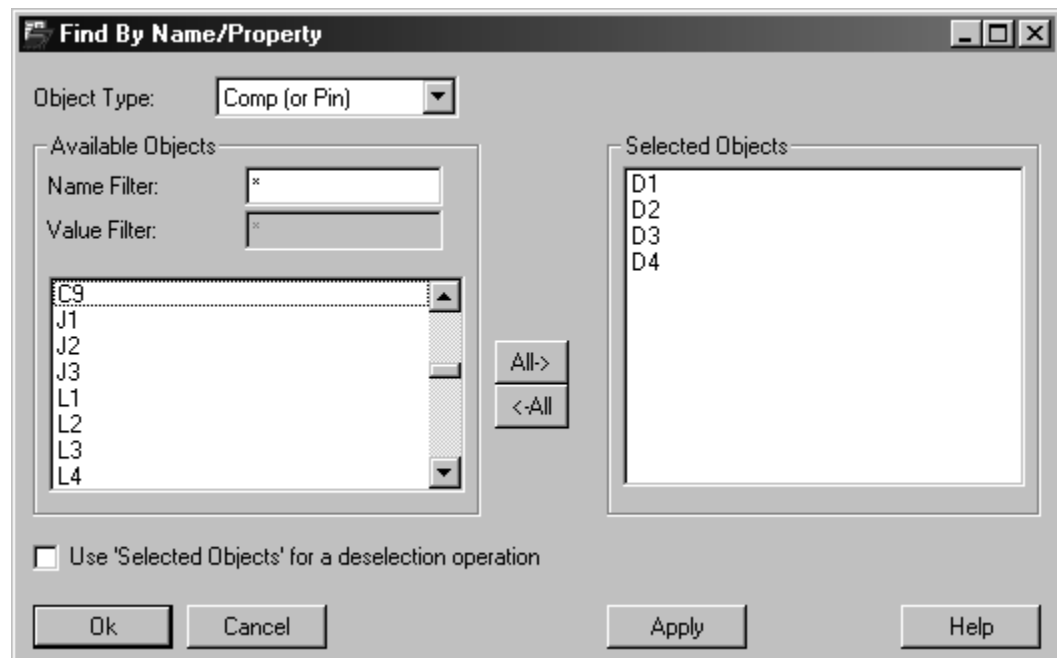 Find By Name/Property
Object Type: Comp (or Pin)
Available Objects
Name Filter: *
Value Filter: *
C9
J1
J2
J3
L1
L2
L3
L4
All->
<-All
Selected Objects
D1
D2
D3
D4
Use 'Selected Objects' for a deselection operation
Ok Cancel Apply Help